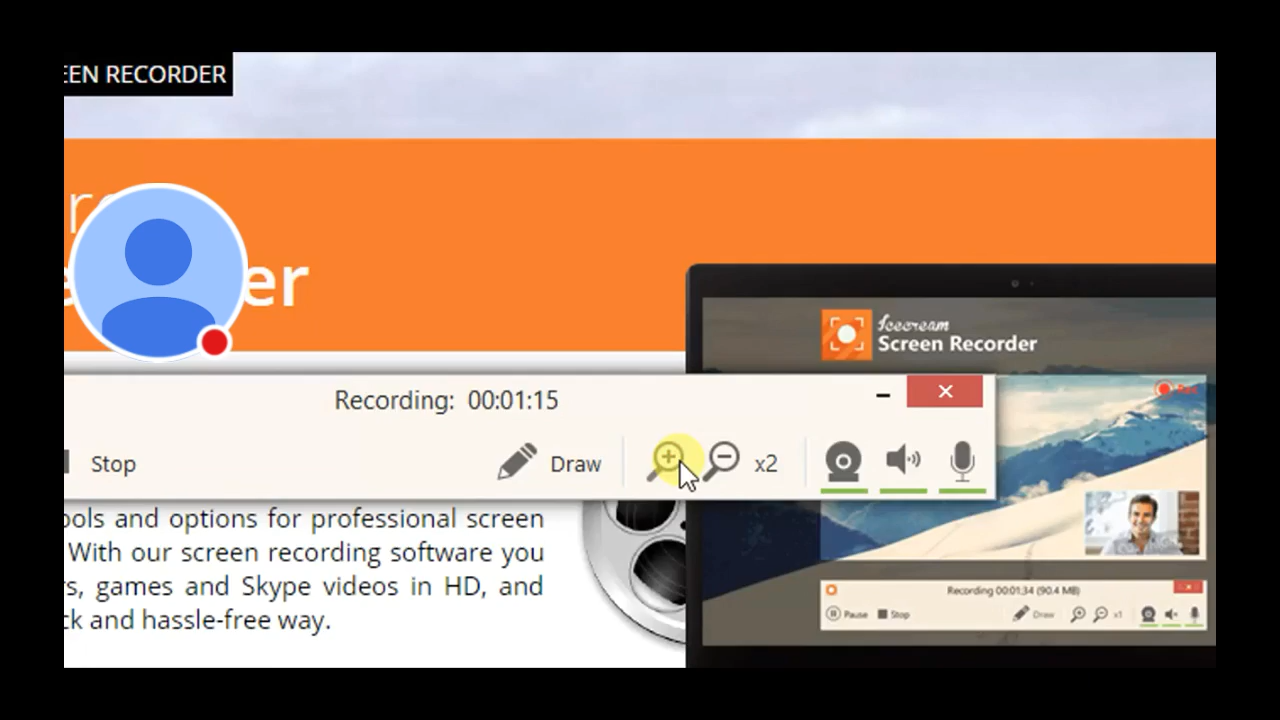 EEN RECORDER
er
Icecream
Screen Recorder
Recording: 00:01:15
Stop
Draw
x2
ools and options for professional screen
With our screen recording software you
rs, games and Skype videos in HD, and
ck and hassle-free way.
Recording 00:01:34 (90.4 MB)
Pause
Stop
Draw
x1